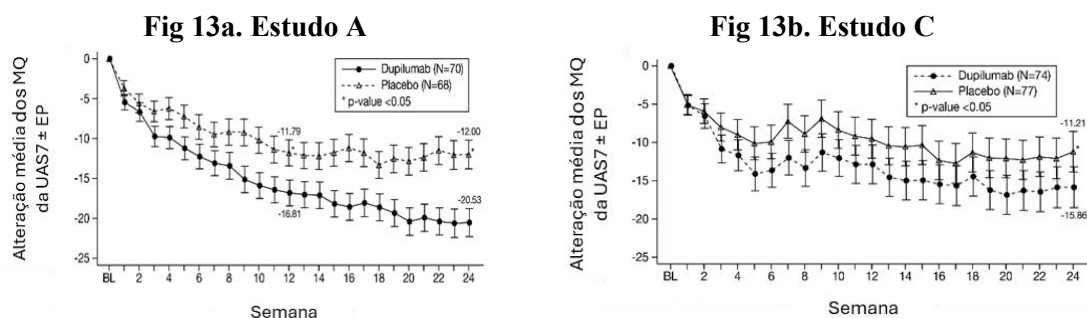 Fig 13a. Estudo A
Alteração média dos MQ
da UAS7 ± EP
0
-5
-10
-15
-20
-25
Dupilumab (N=70)
Placebo (N=68)
* p-value <0.05
-11.79
-12.00
*
-16.81
-20.53
BL 2 4 6 8 10 12 14 16 18 20 22 24
Semana
Fig 13b. Estudo C
Alteração média dos MQ
da UAS7 ± EP
0
-5
-10
-15
-20
-25
Dupilumab (N=74)
Placebo (N=77)
* p-value <0.05
-11.21
*
-15.86
BL 2 4 6 8 10 12 14 16 18 20 22 24
Semana